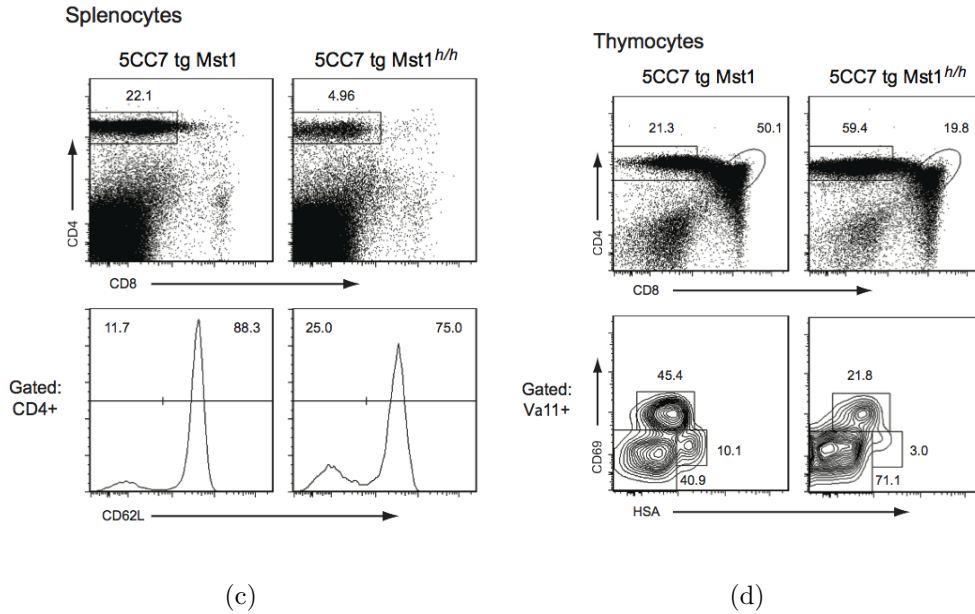 Splenocytes
5CC7 tg Mst1
5CC7 tg Mst1h/h
22.1
4.96
CD4
CD8
11.7
88.3
25.0
75.0
Gated:
CD4+
CD62L
(c)
Thymocytes
5CC7 tg Mst1
5CC7 tg Mst1h/h
21.3
50.1
59.4
19.8
CD4
CD8
45.4
10.1
40.9
21.8
3.0
71.1
Gated:
Va11+
CD69
HSA
(d)